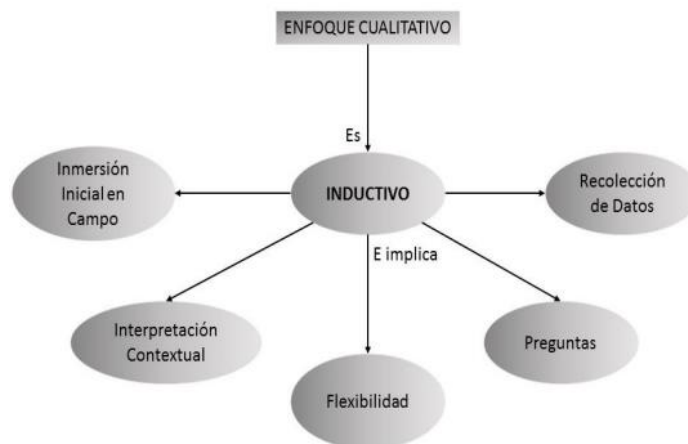 ENFOQUE CUALITATIVO
Es
Inmersión
Inicial en
Campo
INDUCTIVO
Recolección
de Datos
E implica
Interpretación
Contextual
Preguntas
Flexibilidad